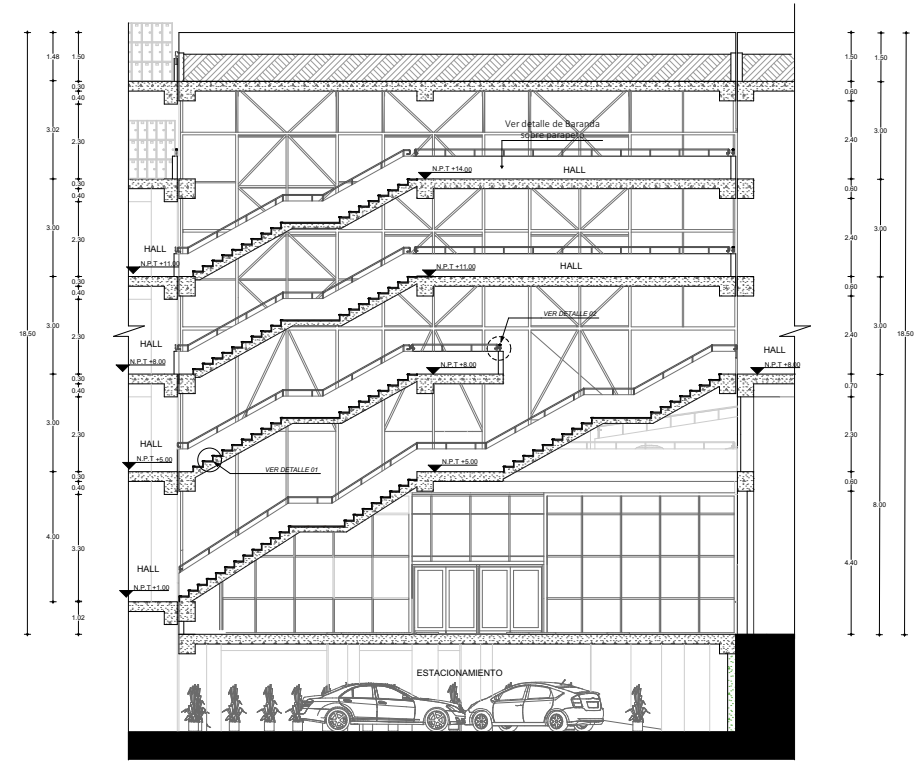 1.48
1.50
1.50
1.50
0.30
0.40
0.60
3.02
Ver detalle de Baranda
sobre parapeto
3.00
2.30
2.40
3.00
N.P.T +14.00
HALL
0.30
0.40
0.60
3.00
3.00
2.30
2.40
HALL
N.P.T +11.00
N.P.T +11.00
HALL
0.30
0.40
0.60
VER DETALLE 02
18.50
3.00
2.30
2.40
3.00
18.50
HALL
HALL
N.P.T +8.00
N.P.T +8.00
N.P.T +8.00
0.30
0.40
0.70
3.00
2.30
2.30
HALL
N.P.T +5.00
N.P.T +5.00
VER DETALLE 01
0.30
0.40
0.60
8.00
4.00
3.30
4.40
HALL
N.P.T +1.00
1.02
ESTACIONAMIENTO